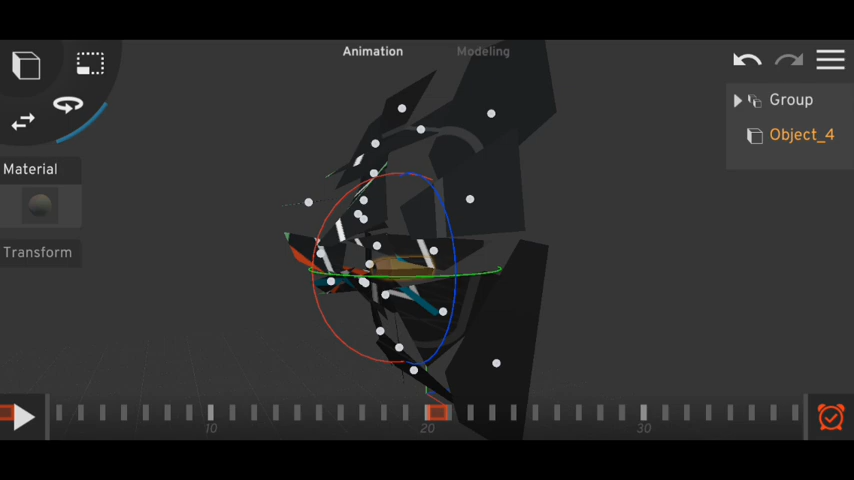 Animation
Modeling
Group
Object_4
Material
Transform
10
20
30